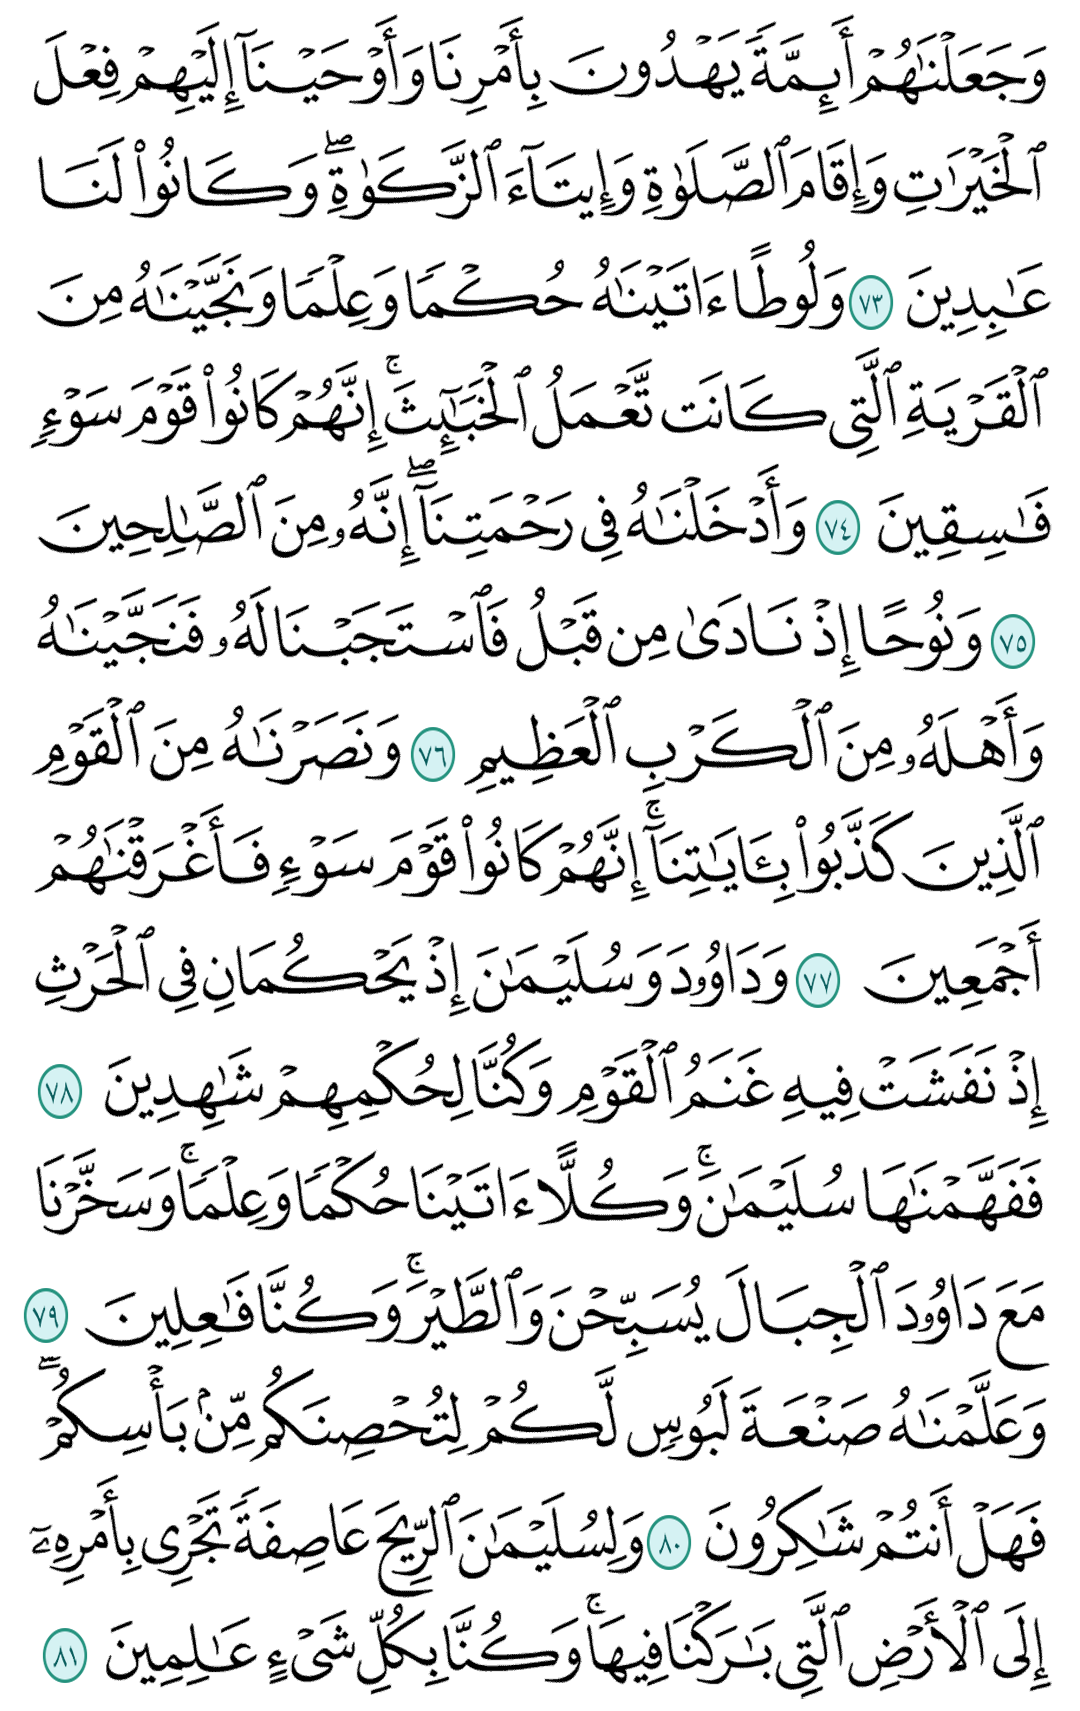 وَجَعَلْنَٰهُمْ أَئِمَّةً يَهْدُونَ بِأَمْرِنَا وَأَوْحَيْنَآ إِلَيْهِمْ فِعْلَ
ٱلْخَيْرَٰتِ وَإِقَامَ ٱلصَّلَوٰةِ وَإِيتَآءَ ٱلزَّكَوٰةِ ۖ وَكَانُوا۟ لَنَا
عَٰبِدِينَ ٧٣ وَلُوطًا ءَاتَيْنَٰهُ حُكْمًا وَعِلْمًا وَنَجَّيْنَٰهُ مِنَ
ٱلْقَرْيَةِ ٱلَّتِى كَانَت تَّعْمَلُ ٱلْخَبَٰٓئِثَ ۚ إِنَّهُمْ كَانُوا۟ قَوْمَ سَوْءٍ
فَٰسِقِينَ ٧٤ وَأَدْخَلْنَٰهُ فِى رَحْمَتِنَآ ۖ إِنَّهُۥ مِنَ ٱلصَّٰلِحِينَ
٧٥ وَنُوحًا إِذْ نَادَىٰ مِن قَبْلُ فَٱسْتَجَبْنَا لَهُۥ فَنَجَّيْنَٰهُ
وَأَهْلَهُۥ مِنَ ٱلْكَرْبِ ٱلْعَظِيمِ ٧٦ وَنَصَرْنَٰهُ مِنَ ٱلْقَوْمِ
ٱلَّذِينَ كَذَّبُوا۟ بِـَٔايَٰتِنَآ ۚ إِنَّهُمْ كَانُوا۟ قَوْمَ سَوْءٍ فَأَغْرَقْنَٰهُمْ
أَجْمَعِينَ ٧٧ وَدَاوُۥدَ وَسُلَيْمَٰنَ إِذْ يَحْكُمَانِ فِى ٱلْحَرْثِ
إِذْ نَفَشَتْ فِيهِ غَنَمُ ٱلْقَوْمِ وَكُنَّا لِحُكْمِهِمْ شَٰهِدِينَ ٧٨
فَفَهَّمْنَٰهَا سُلَيْمَٰنَ ۚ وَكُلًّا ءَاتَيْنَا حُكْمًا وَعِلْمًا ۚ وَسَخَّرْنَا
مَعَ دَاوُۥدَ ٱلْجِبَالَ يُسَبِّحْنَ وَٱلطَّيْرَ ۚ وَكُنَّا فَٰعِلِينَ ٧٩
وَعَلَّمْنَٰهُ صَنْعَةَ لَبُوسٍ لَّكُمْ لِتُحْصِنَكُم مِّنۢ بَأْسِكُمْ ۖ
فَهَلْ أَنتُمْ شَٰكِرُونَ ٨٠ وَلِسُلَيْمَٰنَ ٱلرِّيحَ عَاصِفَةً تَجْرِى بِأَمْرِهِۦٓ
إِلَى ٱلْأَرْضِ ٱلَّتِى بَٰرَكْنَا فِيهَا ۚ وَكُنَّا بِكُلِّ شَىْءٍ عَٰلِمِينَ ٨١